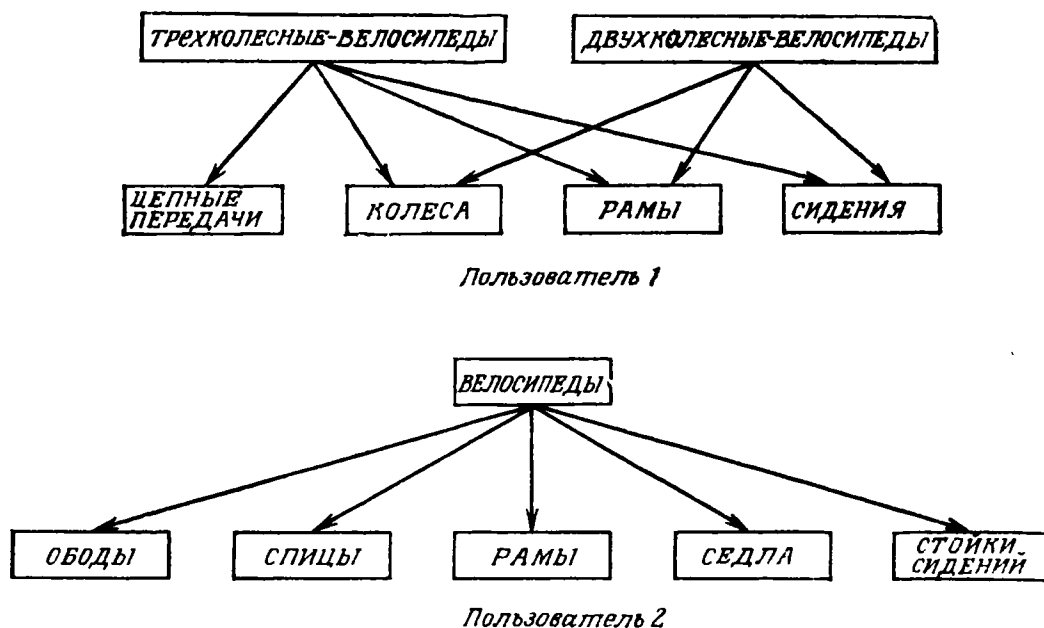 ТРЕХКОЛЕСНЫЕ-ВЕЛОСИПЕДЫ
ДВУХКОЛЕСНЫЕ-ВЕЛОСИПЕДЫ
ЦЕПНЫЕ
ПЕРЕДАЧИ
КОЛЕСА
РАМЫ
СИДЕНИЯ
Пользователь 1
ВЕЛОСИПЕДЫ
ОБОДЫ
СПИЦЫ
РАМЫ
СЕДЛА
СТОЙКИ-
СИДЕНИЙ
Пользователь 2